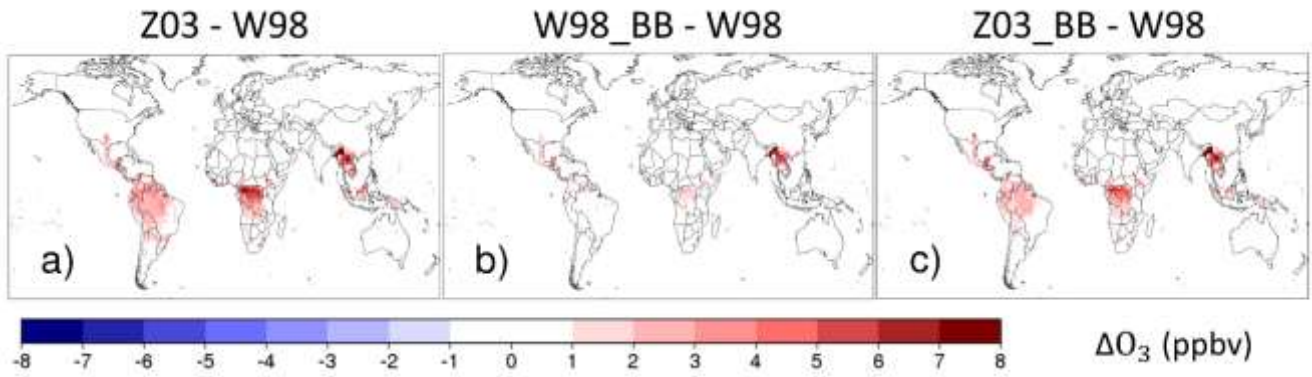 Z03 - W98
W98_BB - W98
Z03_BB - W98
a)
b)
c)
-8 -7 -6 -5 -4 -3 -2 -1 0 1 2 3 4 5 6 7 8
ΔO₃ (ppbv)